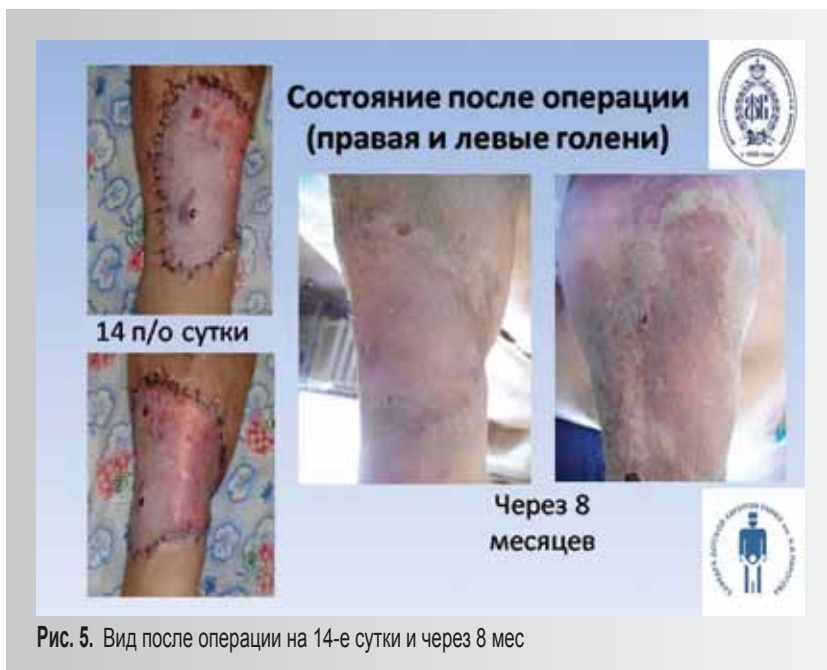 Состояние после операции
(правая и левые голени)
14 п/о сутки
Через 8
месяцев
Рис. 5. Вид после операции на 14-е сутки и через 8 мес